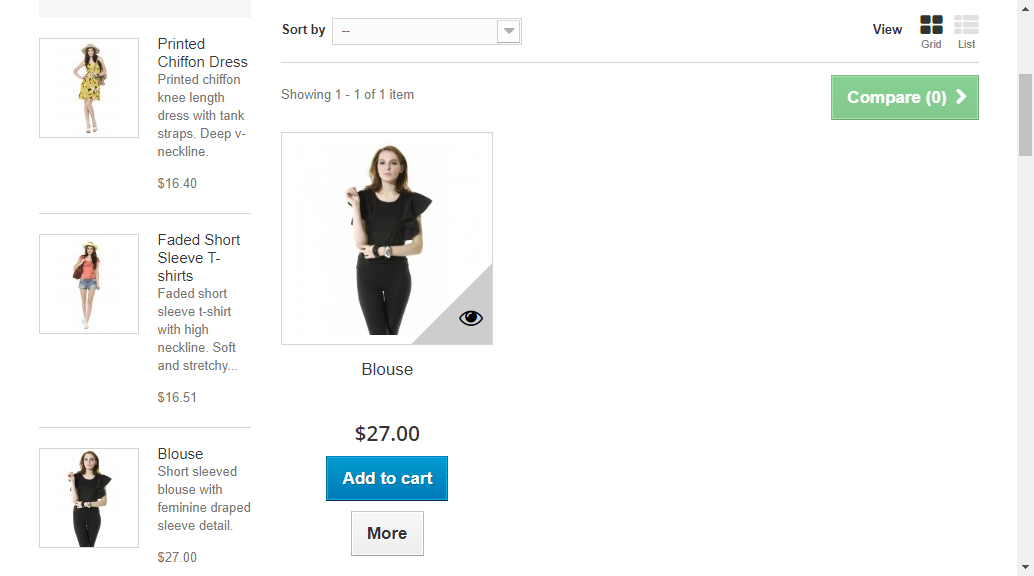 Printed
Chiffon Dress
Printed chiffon
knee length
dress with tank
straps. Deep v-
neckline.
$16.40
Faded Short
Sleeve T-
shirts
Faded short
sleeve t-shirt
with high
neckline. Soft
and stretchy...
$16.51
Blouse
Short sleeved
blouse with
feminine draped
sleeve detail.
$27.00
Sort by
--
View
Grid
List
Showing 1 - 1 of 1 item
Compare (0)
Blouse
$27.00
Add to cart
More